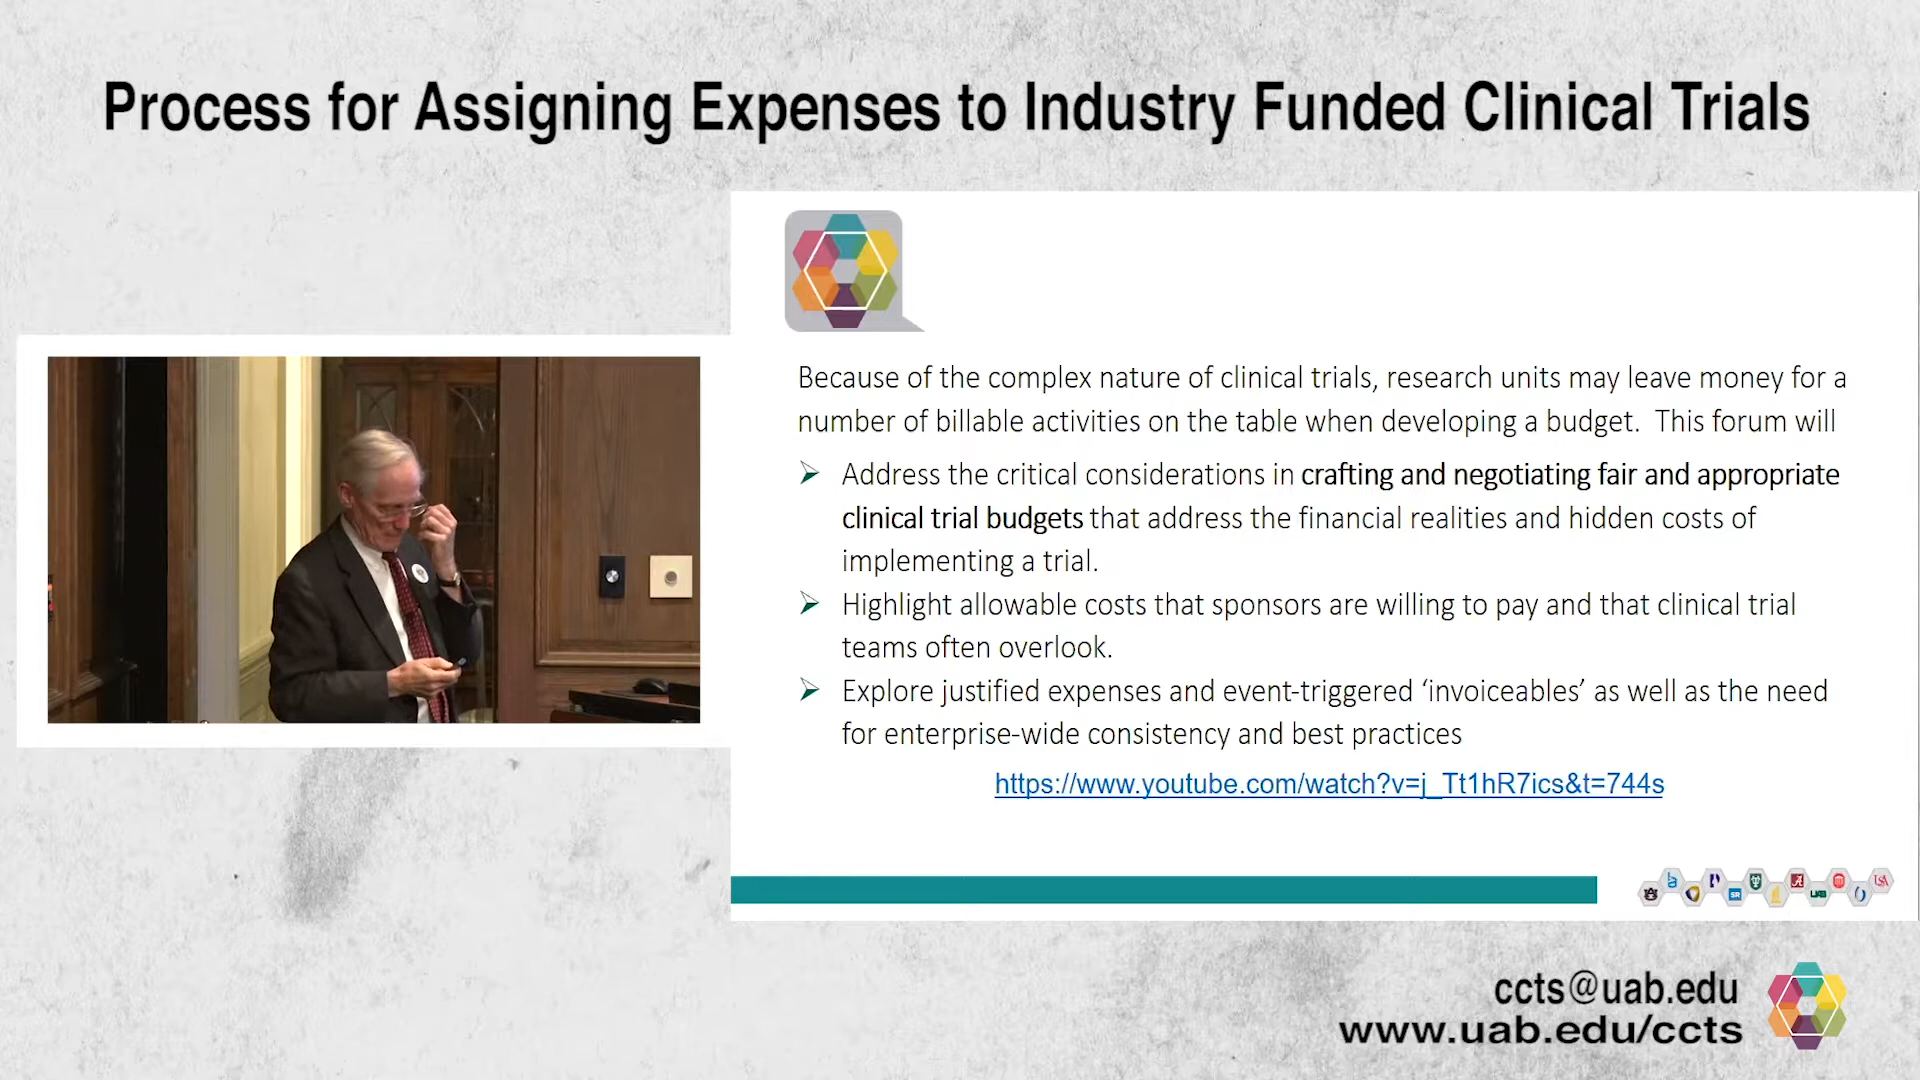 Process for Assigning Expenses to Industry Funded Clinical Trials
Because of the complex nature of clinical trials, research units may leave money for a
number of billable activities on the table when developing a budget. This forum will
Address the critical considerations in crafting and negotiating fair and appropriate
clinical trial budgets that address the financial realities and hidden costs of
implementing a trial.
Highlight allowable costs that sponsors are willing to pay and that clinical trial
teams often overlook.
Explore justified expenses and event-triggered ‘invoiceables’ as well as the need
for enterprise-wide consistency and best practices
https://www.youtube.com/watch?v=j_Tt1hR7ics&t=744s
ccts@uab.edu
www.uab.edu/ccts